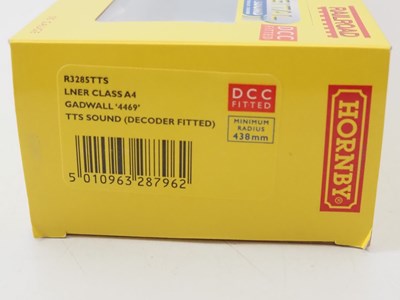 RAILROAD
R3285TTS
LNER CLASS A4
GADWALL '4469'
TTS SOUND (DECODER FITTED)
5 010963 287962
DCC
FITTED
MINIMUM
RADIUS
438mm
HORNBY